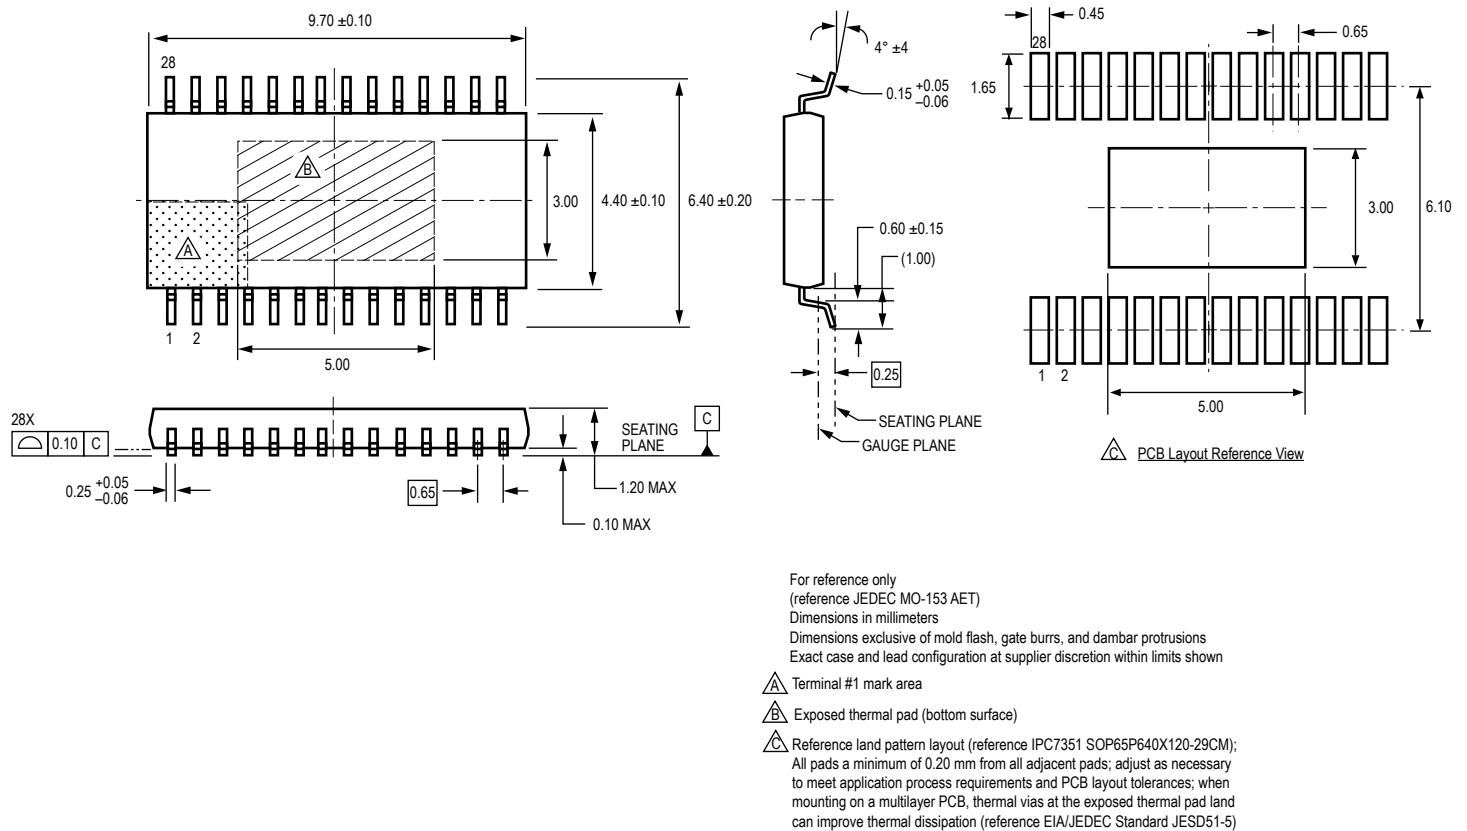 9.70 ±0.10
28
B
A
3.00
4.40 ±0.10
6.40 ±0.20
1 2
5.00
4° ±4
0.15 +0.05
–0.06
0.60 ±0.15
(1.00)
0.25
SEATING PLANE
GAUGE PLANE
0.45
28
0.65
1.65
3.00
6.10
1 2
5.00
C PCB Layout Reference View
28X
0.10 C
SEATING
PLANE
C
0.25 +0.05
–0.06
0.65
1.20 MAX
0.10 MAX
For reference only
(reference JEDEC MO-153 AET)
Dimensions in millimeters
Dimensions exclusive of mold flash, gate burrs, and dambar protrusions
Exact case and lead configuration at supplier discretion within limits shown
A Terminal #1 mark area
B Exposed thermal pad (bottom surface)
C Reference land pattern layout (reference IPC7351 SOP65P640X120-29CM);
All pads a minimum of 0.20 mm from all adjacent pads; adjust as necessary
to meet application process requirements and PCB layout tolerances; when
mounting on a multilayer PCB, thermal vias at the exposed thermal pad land
can improve thermal dissipation (reference EIA/JEDEC Standard JESD51-5)